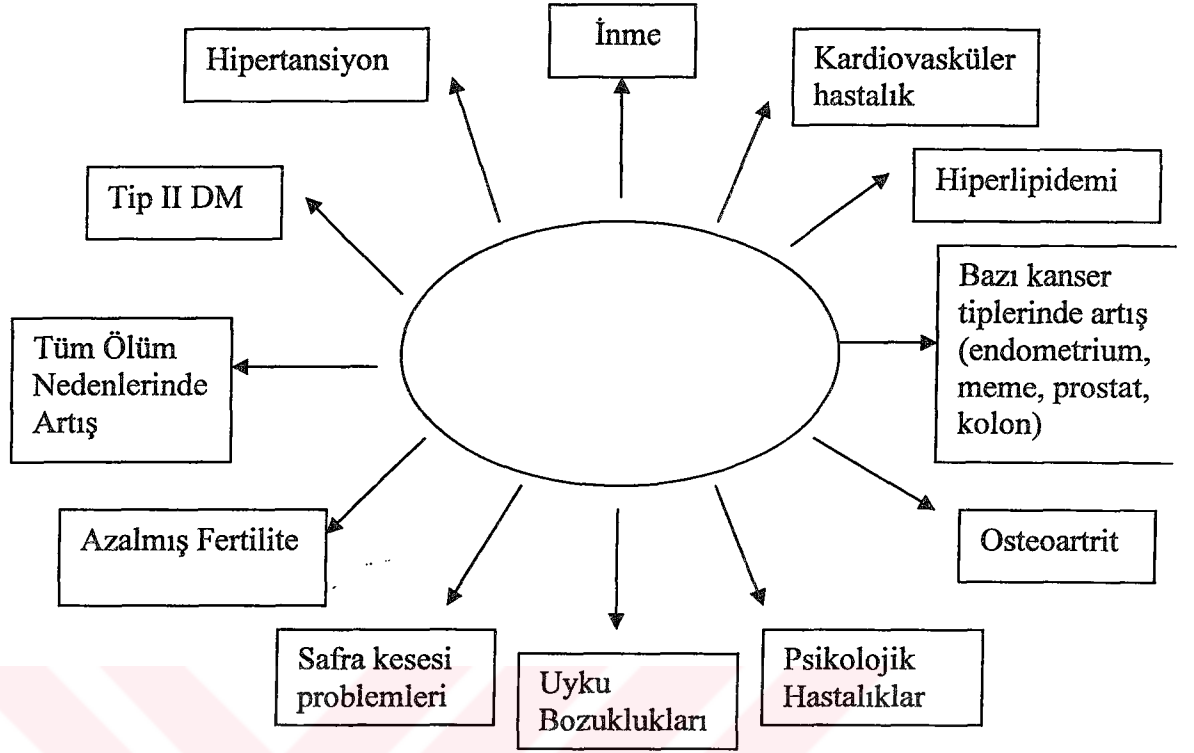 İnme
Hipertansiyon
Kardiovasküler
hastalık
Tip II DM
Hiperlipidemi
Bazı kanser
tiplerinde artış
(endometrium,
meme, prostat,
kolon)
Tüm Ölüm
Nedenlerinde
Artış
Azalmış Fertilite
Osteoartrit
Safra kesesi
problemleri
Uyku
Bozuklukları
Psikolojik
Hastalıklar